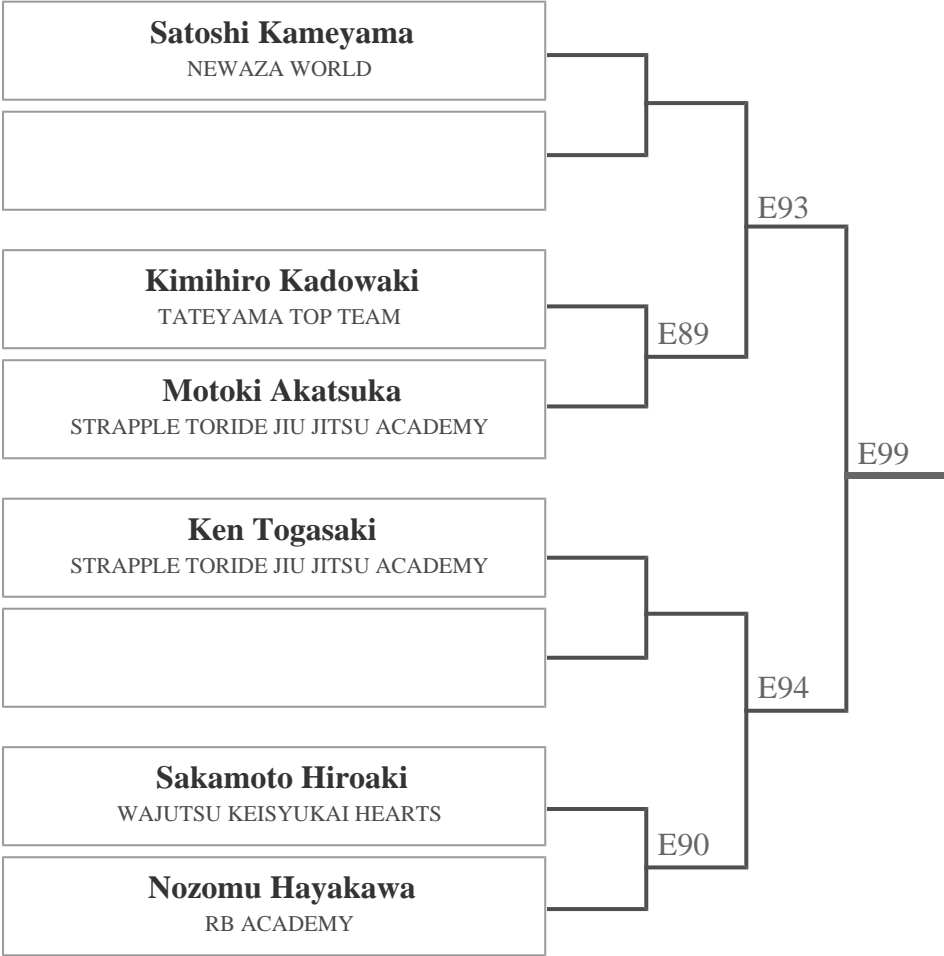 Satoshi Kameyama
NEWAZA WORLD
E93
Kimihiro Kadowaki
TATEYAMA TOP TEAM
E89
Motoki Akatsuka
STRAPPLE TORIDE JIU JITSU ACADEMY
E99
Ken Togasaki
STRAPPLE TORIDE JIU JITSU ACADEMY
E94
Sakamoto Hiroaki
WAJUTSU KEISYUKAI HEARTS
E90
Nozomu Hayakawa
RB ACADEMY